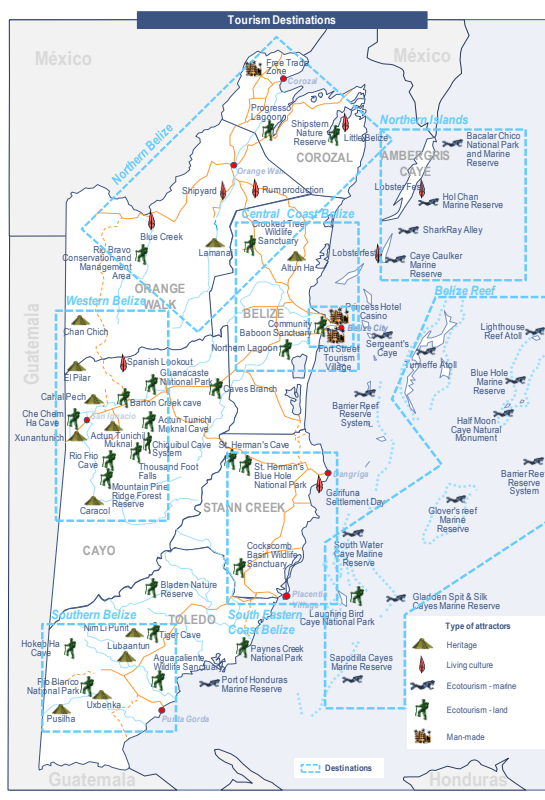 Tourism Destinations
México
México
Free Trade
Zone
Corozal
Progresso
Lagoon
Shipstern
Nature
Reserve
Little Belize
COROZAL
Northern Belize
Orange Walk
Shipyard
Rum production
Northern Islands
AMBERGRIS
CAYE
Bacalar Chico
National Park
and Marine
Reserve
Lobster Fest
Hol Chan
Marine Reserve
SharkRay Alley
Caye Caulker
Marine
Reserve
Lobsterfest
Central Coast Belize
Crooked Tree
Wildlife
Sanctuary
Altun Ha
Blue Creek
Lamanai
Rio Bravo
Conservation and
Management
Area
ORANGE
WALK
BELIZE
Belize Reef
Princess Hotel
Casino
Belize City
Community
Baboon Sanctuary
Fort Street
Tourism
Village
Northern Lagoon
Sergeant's
Caye
Turneffe Atoll
Lighthouse
Reef Atoll
Blue Hole
Marine
Reserve
Half Moon
Caye Natural
Monument
Guatemala
Western Belize
Chan Chich
Spanish Lookout
El Pilar
Guanacaste
National Park
Caves Branch
Cahal Pech
Barton Creek cave
Che Chem
Ha Cave
San Ignacio
Xunantunich
Actun Tunichil
Muknal
Actun Tunichil
Muknal Cave
Chiquibul Cave
System
Rio Frio
Cave
Thousand Foot
Falls
Mountain Pine
Ridge Forest
Reserve
Caracol
CAYO
Barrier Reef
Reserve
System
Barrier Reef
Reserve
System
St. Herman's Cave
St. Herman's
Blue Hole
National Park
Dangriga
Garifuna
Settlement Day
STANN CREEK
Glover's reef
Marine
Reserve
South Water
Caye Marine
Reserve
Cockscomb
Basin Wildlife
Sanctuary
Bladen Nature
Reserve
Placentia
Village
Laughing Bird
Caye National Park
Gladden Spit & Silk
Cayes Marine Reserve
Southern Belize
TOLEDO
South Eastern
Coast Belize
Nim Li Punit
Tiger Cave
Hokeb Ha
Cave
Lubaantun
Aguacaliente
Wildlife Sanctuary
Paynes Creek
National Park
Sapodilla Cayes
Marine Reserve
Rio Blanco
National Park
Port of Honduras
Marine Reserve
Uxbenka
Pusilha
Punta Gorda
Type of attractors
Heritage
Living culture
Ecotourism - marine
Ecotourism - land
Man-made
Destinations
Guatemala
Honduras